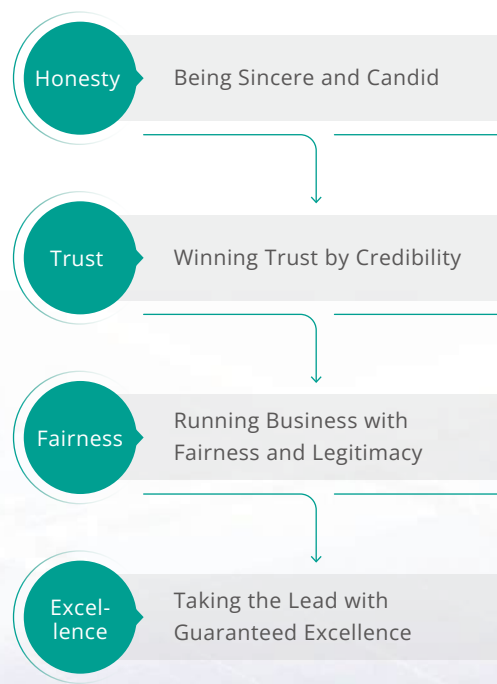 Honesty
Being Sincere and Candid
Trust
Winning Trust by Credibility
Fairness
Running Business with
Fairness and Legitimacy
Excel-
lence
Taking the Lead with
Guaranteed Excellence